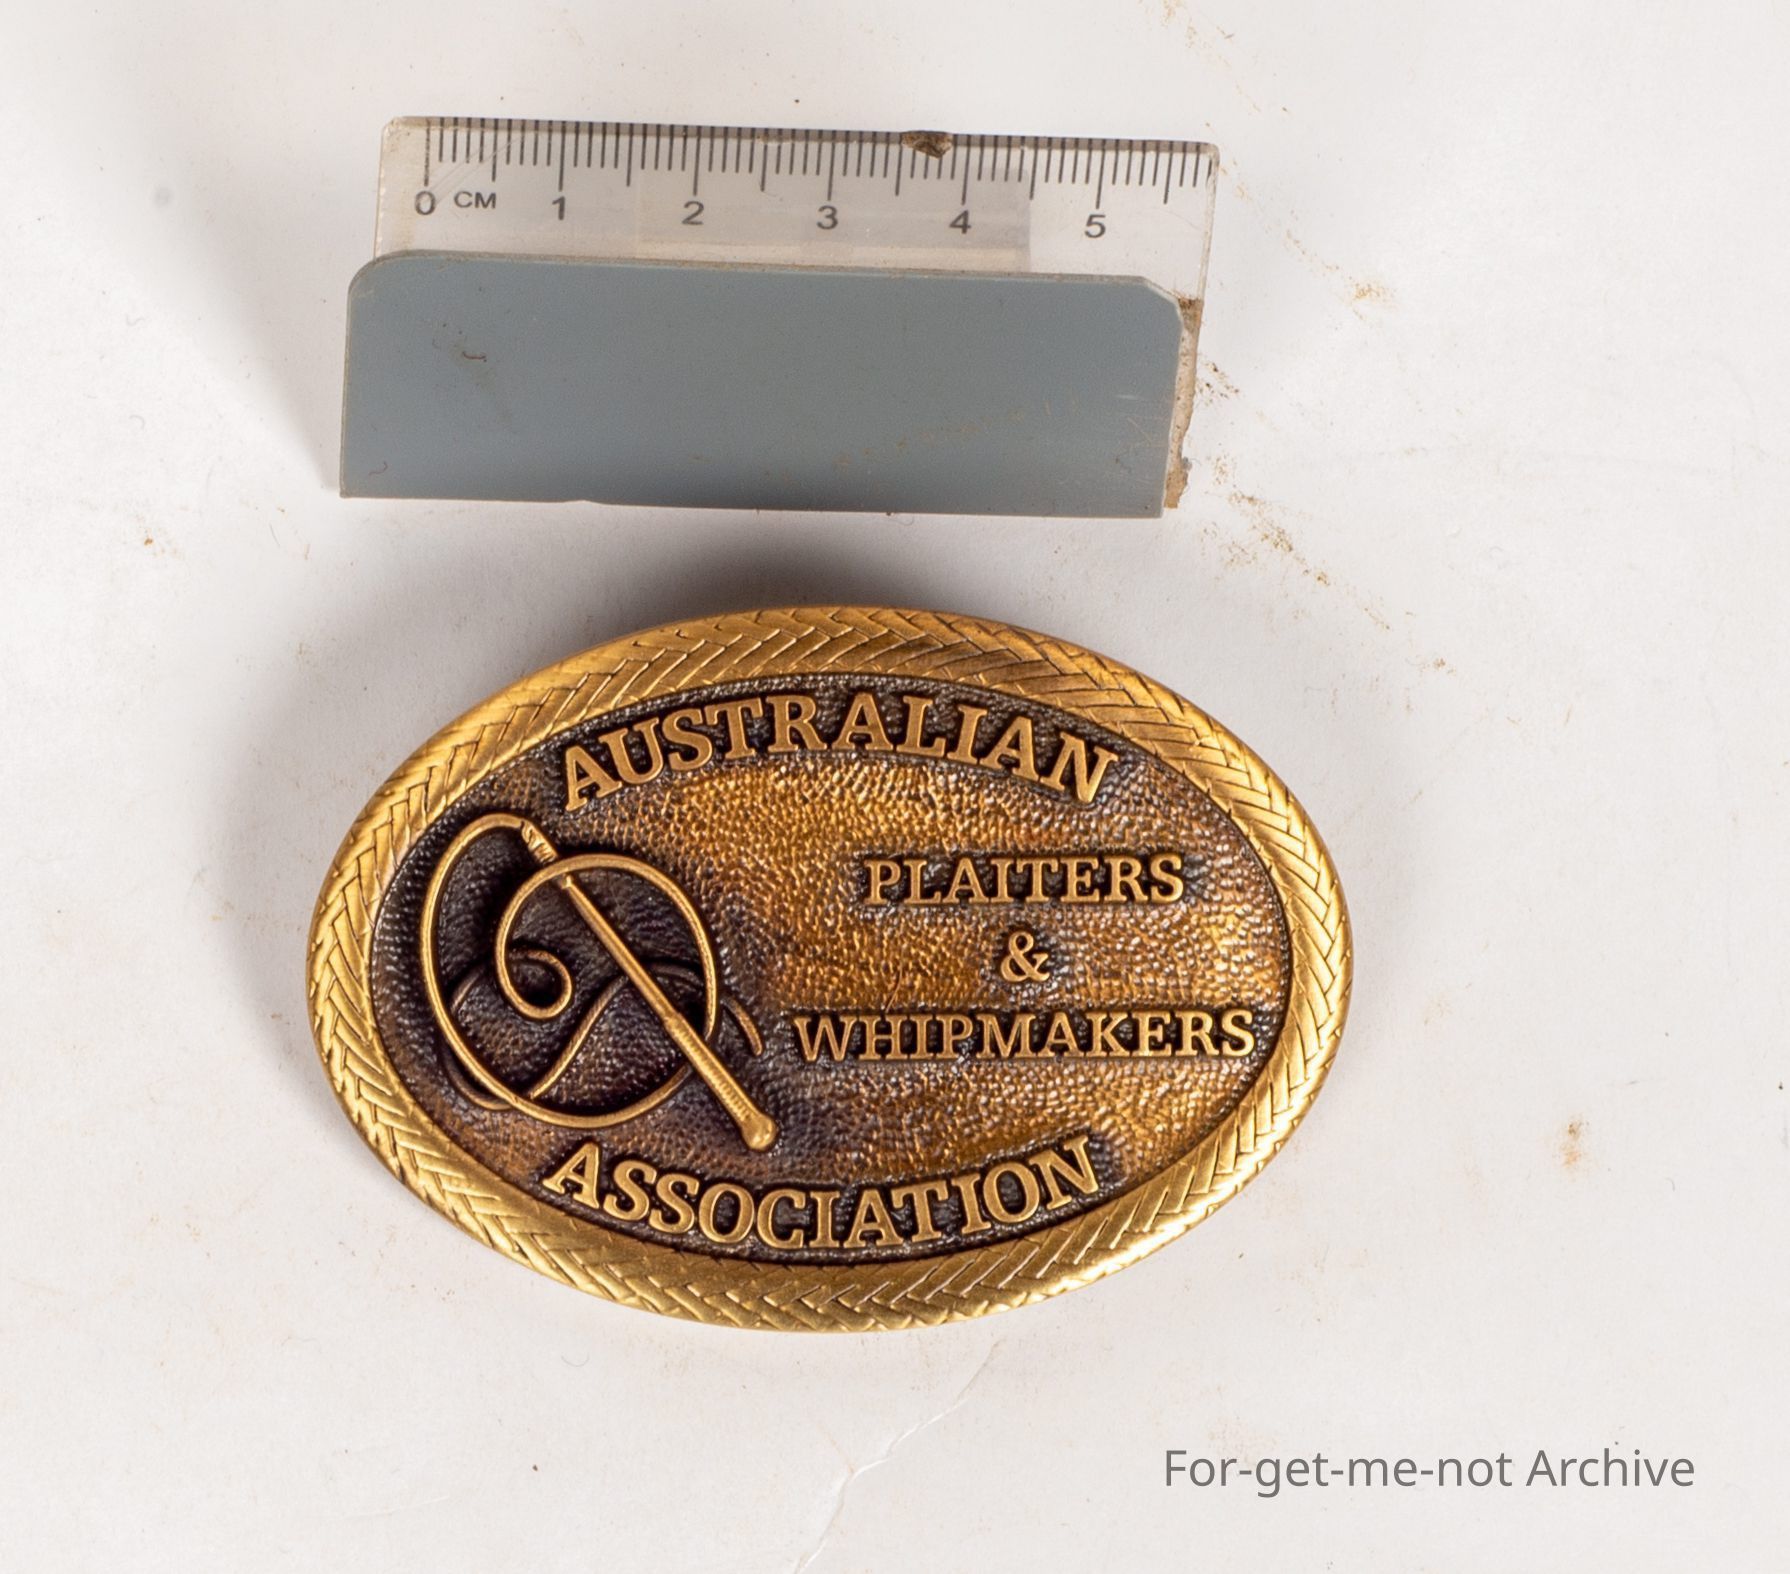 0 CM 1 2 3 4 5
AUSTRALIAN
PLAITERS
&
WHIPMAKERS
ASSOCIATION
For-get-me-not Archive